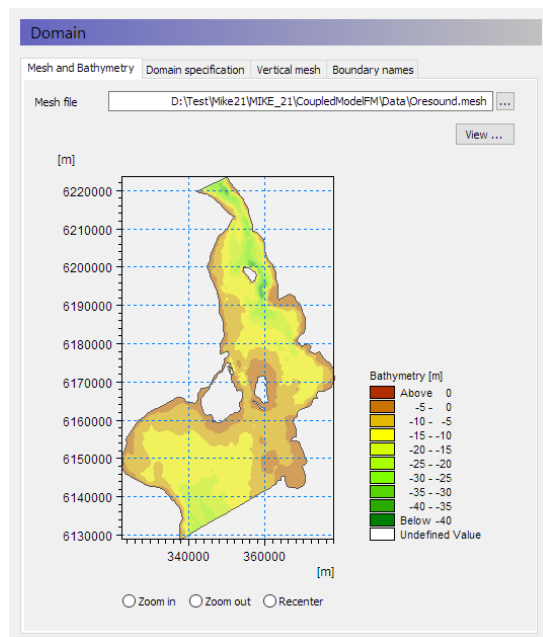 Domain
Mesh and Bathymetry Domain specification Vertical mesh Boundary names
Mesh file D:\Test\Mike21\MIKE_21\CoupledModelFM\Data\Oresound.mesh ...
View ...
[m]
6220000
6210000
6200000
6190000
6180000
6170000
6160000
6150000
6140000
6130000
340000 360000
[m]
Bathymetry [m]
Above 0
-5 - 0
-10 - -5
-15 - -10
-20 - -15
-25 - -20
-30 - -25
-35 - -30
-40 - -35
Below -40
Undefined Value
Zoom in Zoom out Recenter